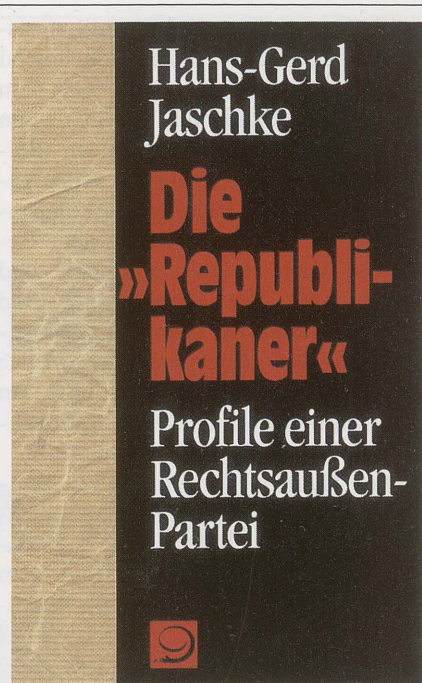 Hans-Gerd
Jaschke
Die
»Republi-
kaner«
Profile einer
Rechtsaußen-
Partei